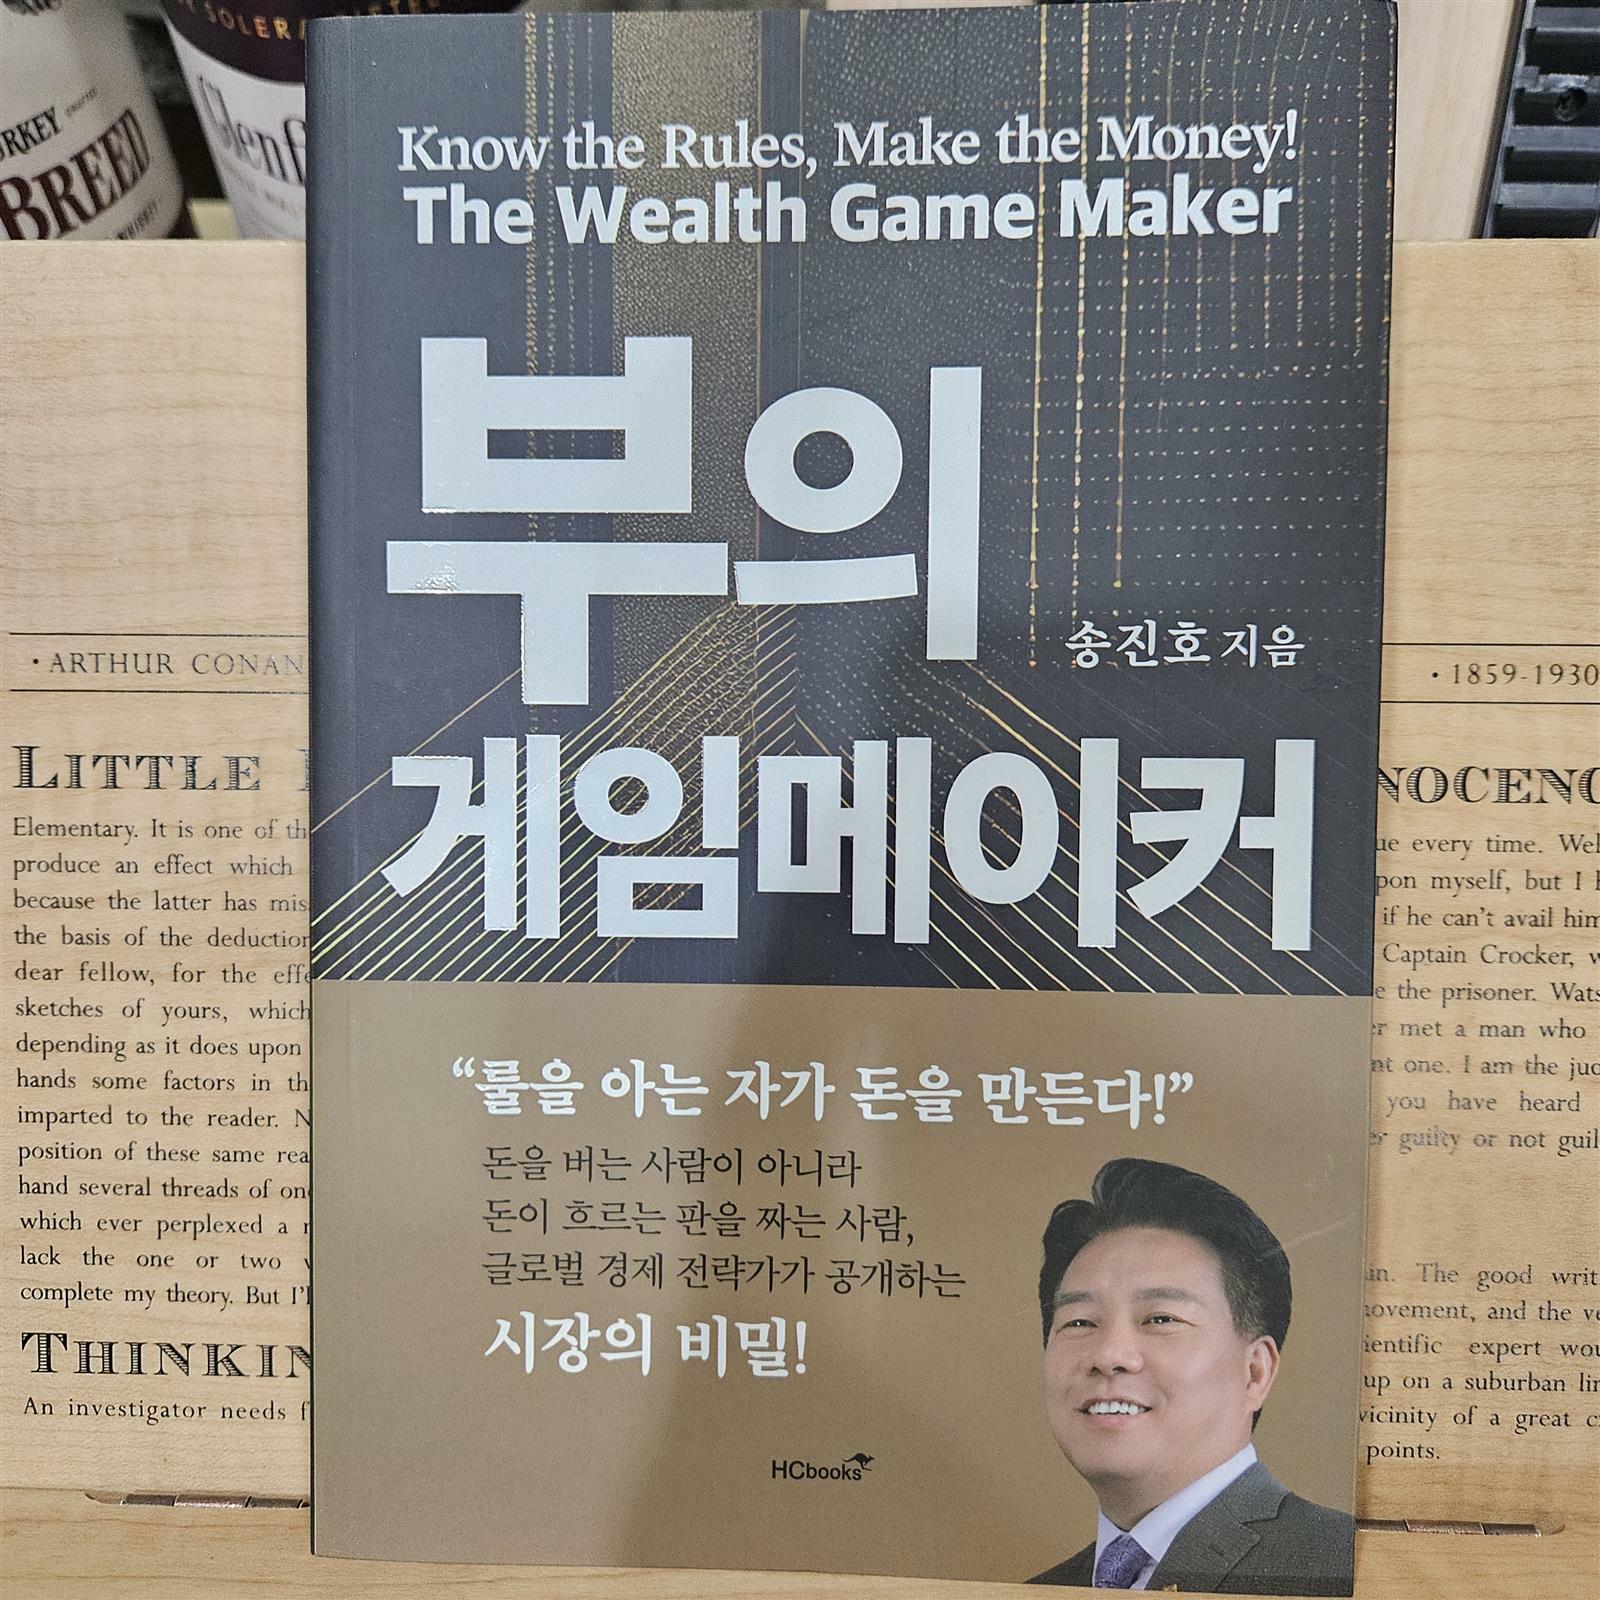 SOLERA
RKEY
BREED
Know the Rules, Make the Money!
The Wealth Game Maker
부의
송진호 지음
게임메이커
“룰을 아는 자가 돈을 만든다!”
돈을 버는 사람이 아니라
돈이 흐르는 판을 짜는 사람,
글로벌 경제 전략가가 공개하는
시장의 비밀!
HCbooks
• ARTHUR CONAN
LITTLE
Elementary. It is one of th
produce an effect which
because the latter has mis
the basis of the deduction
dear fellow, for the effe
sketches of yours, which
depending as it does upon
hands some factors in th
imparted to the reader. N
position of these same rea
hand several threads of on
which ever perplexed a
lack the one or two
complete my theory. But I'l
THINKIN
An investigator needs f
• 1859-1930
NOCENC
ue every time. Wel
pon myself, but I
if he can't avail him
Captain Crocker, w
e the prisoner. Wats
er met a man who
nt one. I am the jud
you have heard
er guilty or not guil
in. The good writ
ovement, and the ve
ientific expert wou
up on a suburban lin
vicinity of a great c
points.